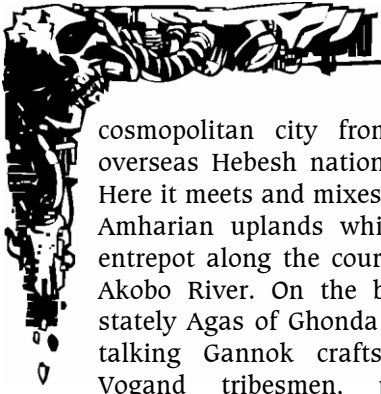 cosmopolitan city from
overseas Hebesh nation
Here it meets and mixes
Amharian uplands whi
entrepot along the cour
Akobo River. On the b
stately Agas of Ghonda
talking Gannok crafts
Vogand tribesmen,